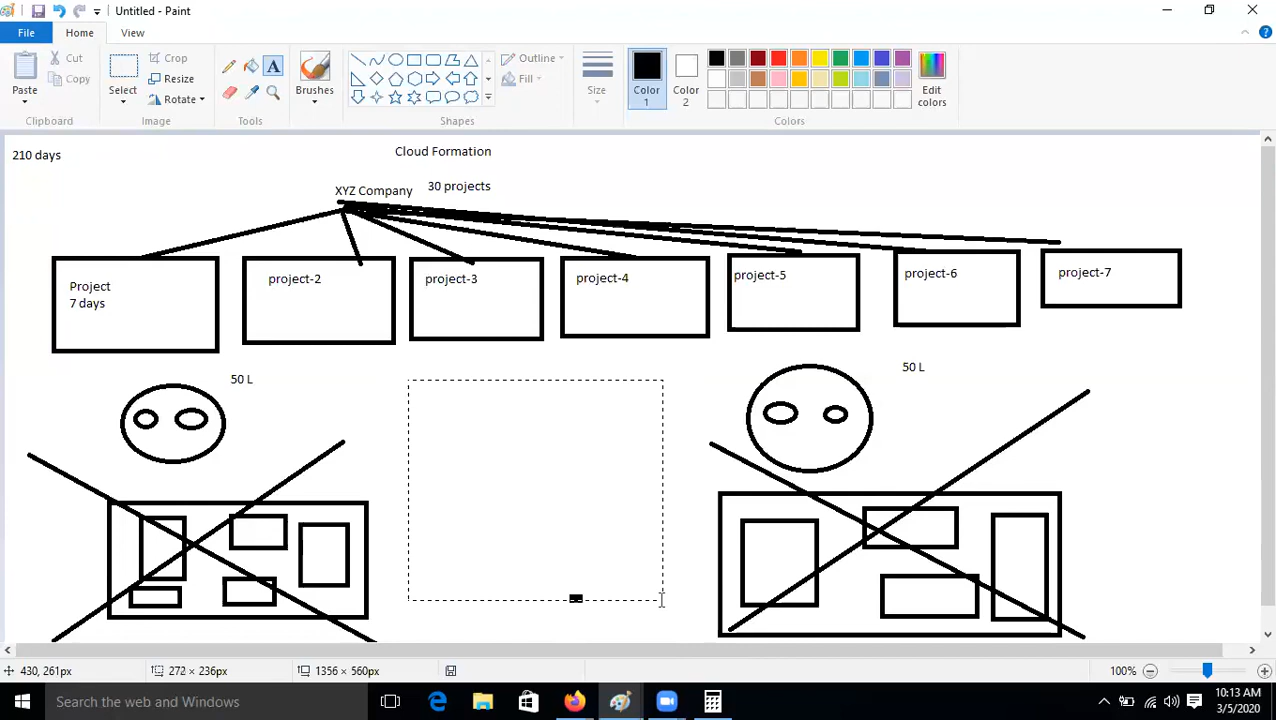 Untitled - Paint
File
Home
View
Paste
Cut
Copy
Clipboard
Select
Crop
Resize
Rotate
Image
A
Tools
Brushes
Outline
Fill
Shapes
Size
Color
1
Color
2
Edit
colors
Colors
210 days
Cloud Formation
XYZ Company
30 projects
Project
7 days
project-2
project-3
project-4
project-5
project-6
project-7
50 L
50 L
430, 261px
272 × 236px
1356 × 560px
100%
Search the web and Windows
10:13 AM
3/5/2020